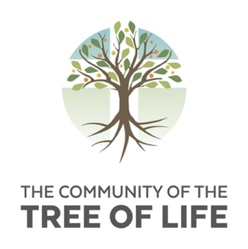 THE COMMUNITY OF THE
TREE OF LIFE